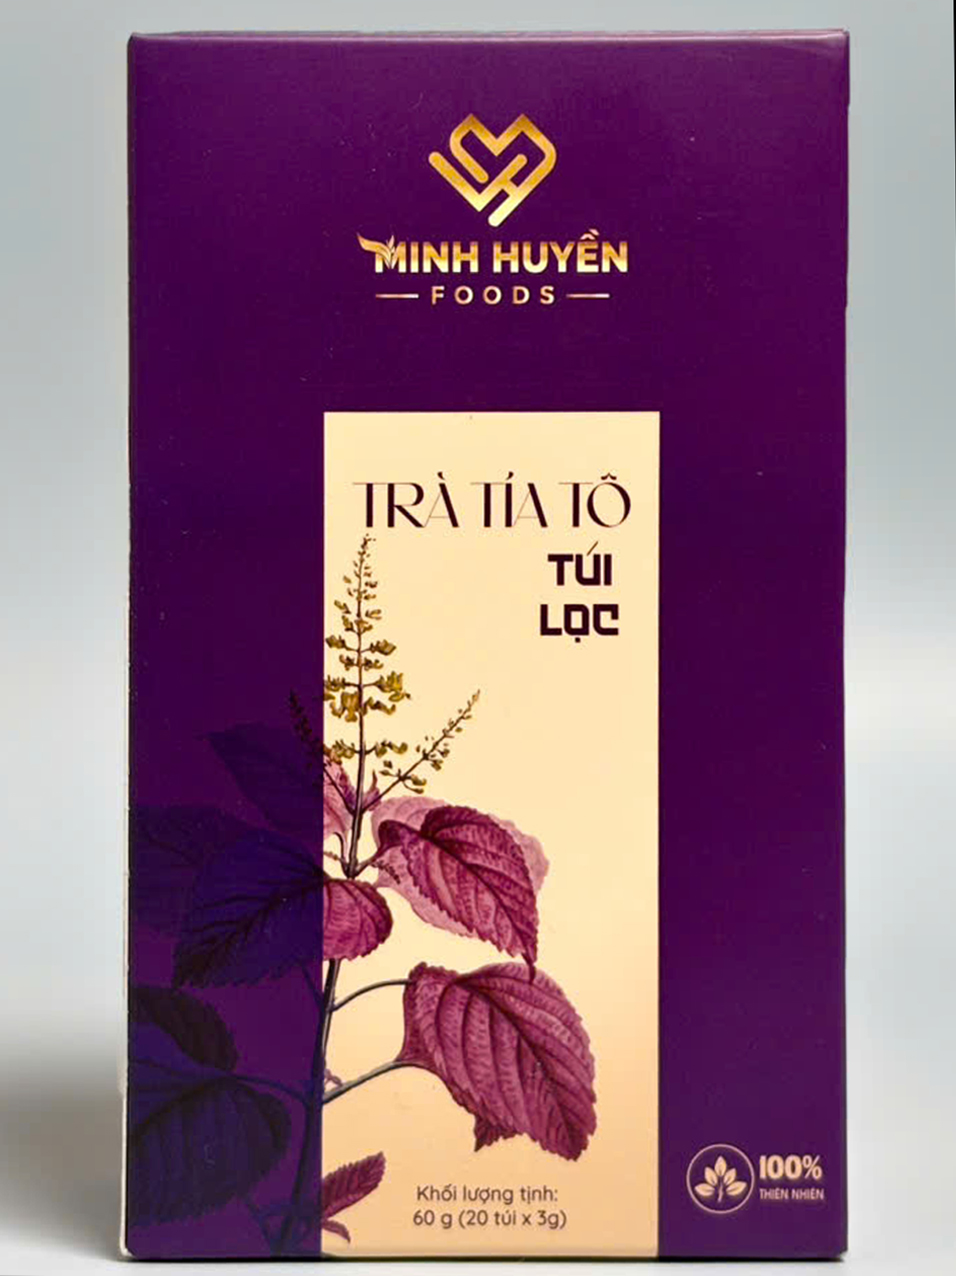 MINH HUYỀN
FOODS
TRÀ TÍA TÔ
TÚI
LỌC
Khối lượng tịnh:
60 g (20 túi x 3g)
100%
THIÊN NHIÊN